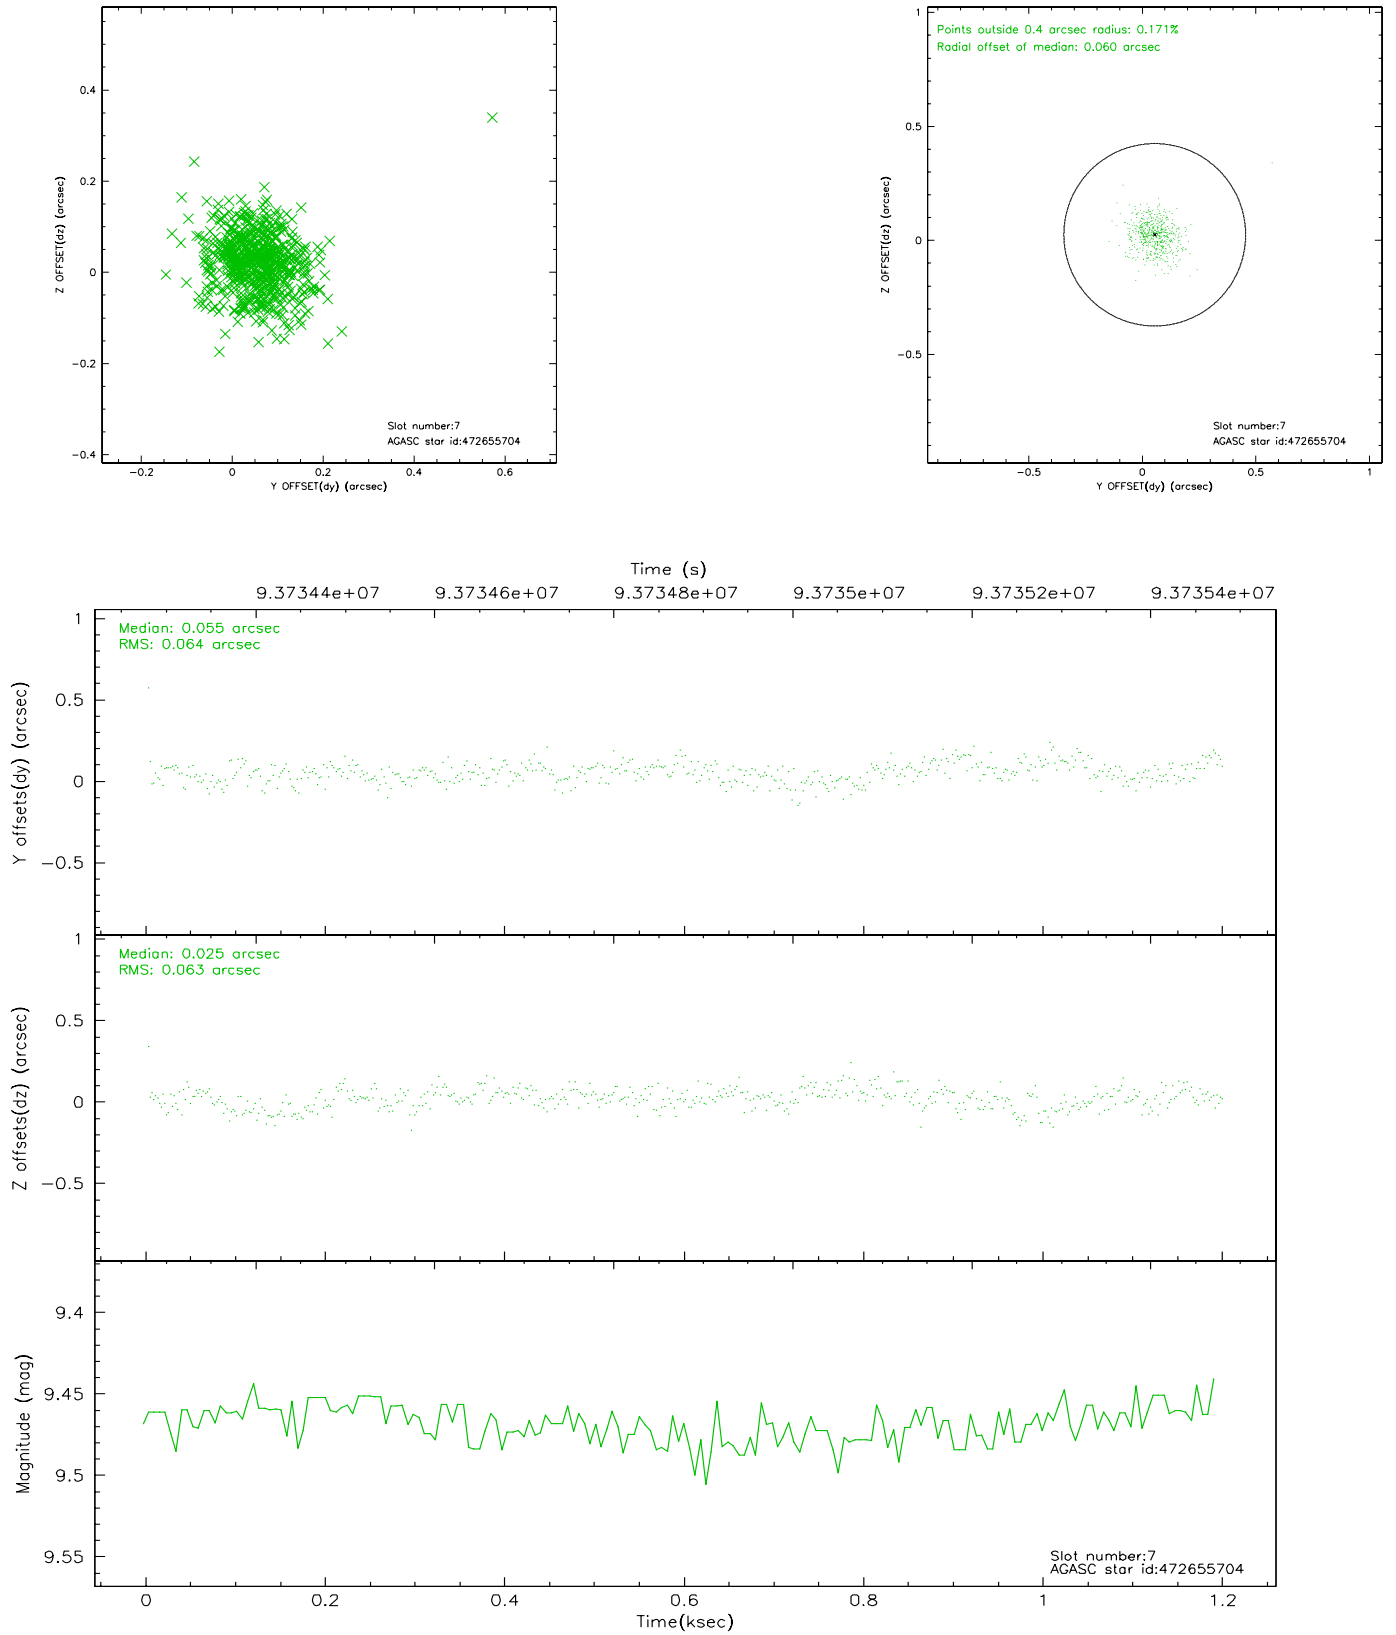 0.4
0.2
0
−0.2
−0.4
Z OFFSET(dz) (arcsec)
Slot number:7
AGASC star id:472655704
−0.2 0 0.2 0.4 0.6
Y OFFSET(dy) (arcsec)
Points outside 0.4 arcsec radius: 0.171%
Radial offset of median: 0.060 arcsec
1
0.5
0
−0.5
Z OFFSET(dz) (arcsec)
Slot number:7
AGASC star id:472655704
−0.5 0 0.5 1
Y OFFSET(dy) (arcsec)
Time (s)
9.37344e+07 9.37346e+07 9.37348e+07 9.3735e+07 9.37352e+07 9.37354e+07
Median: 0.055 arcsec
RMS: 0.064 arcsec
1
0.5
0
−0.5
Y offsets(dy) (arcsec)
Median: 0.025 arcsec
RMS: 0.063 arcsec
1
0.5
0
−0.5
Z offsets(dz) (arcsec)
9.4
9.45
9.5
9.55
Magnitude (mag)
Slot number:7
AGASC star id:472655704
0 0.2 0.4 0.6 0.8 1 1.2
Time(ksec)